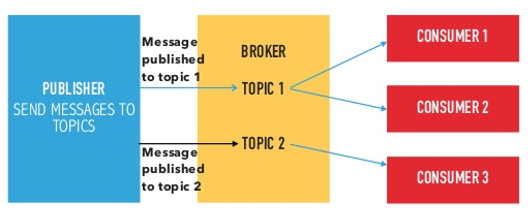 PUBLISHER
SEND MESSAGES TO
TOPICS
Message
published
to topic 1
Message
published
to topic 2
BROKER
TOPIC 1
TOPIC 2
CONSUMER 1
CONSUMER 2
CONSUMER 3